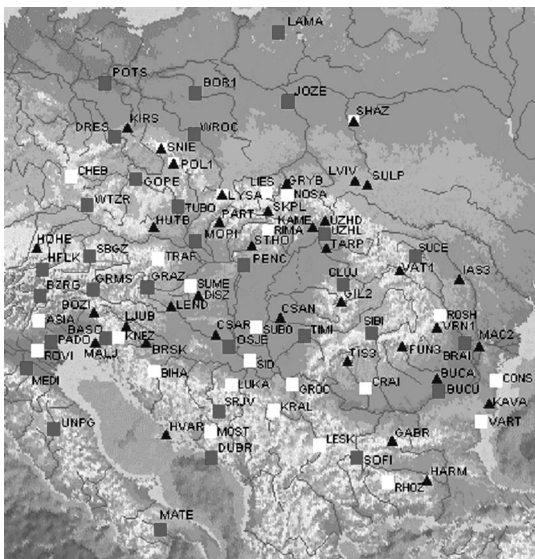 LAMA
POTS
BOR1
JOZE
KIRS
SHAZ
DRES
WROC
SNIE
POL1
CHEB
GOPE
LIES
GRYB
LVIV
SULP
LYSA
NOSA
WTZR
TUBO
PART
SKPL
HUTB
KAME
UZHD
MOPI
RIMA
UZHL
HOHE
STHO
TARP
SBGZ
TRAF
SUCE
HFLK
PENC
VAT1
BZRG
GRMS
GRAZ
SUME
CLUJ
IAS3
DISZ
GIL2
BOZI
LEND
ASIA
LJUB
CSAN
ROSH
BASO
CSAR
SUB0
TIMI
SIBI
VRN1
PADO
KNEZ
OSJE
MAC2
ROVI
MALJ
BRSK
FUN3
BRAI
SID
TIS3
MEDI
BIHA
BUCA
CONS
LUKA
GROC
CRAI
BUCU
SRJV
KRAL
KAVA
UNPG
VART
HVAR
MOST
LESK
GABR
DUBR
SOFI
HARM
RHOZ
MATE